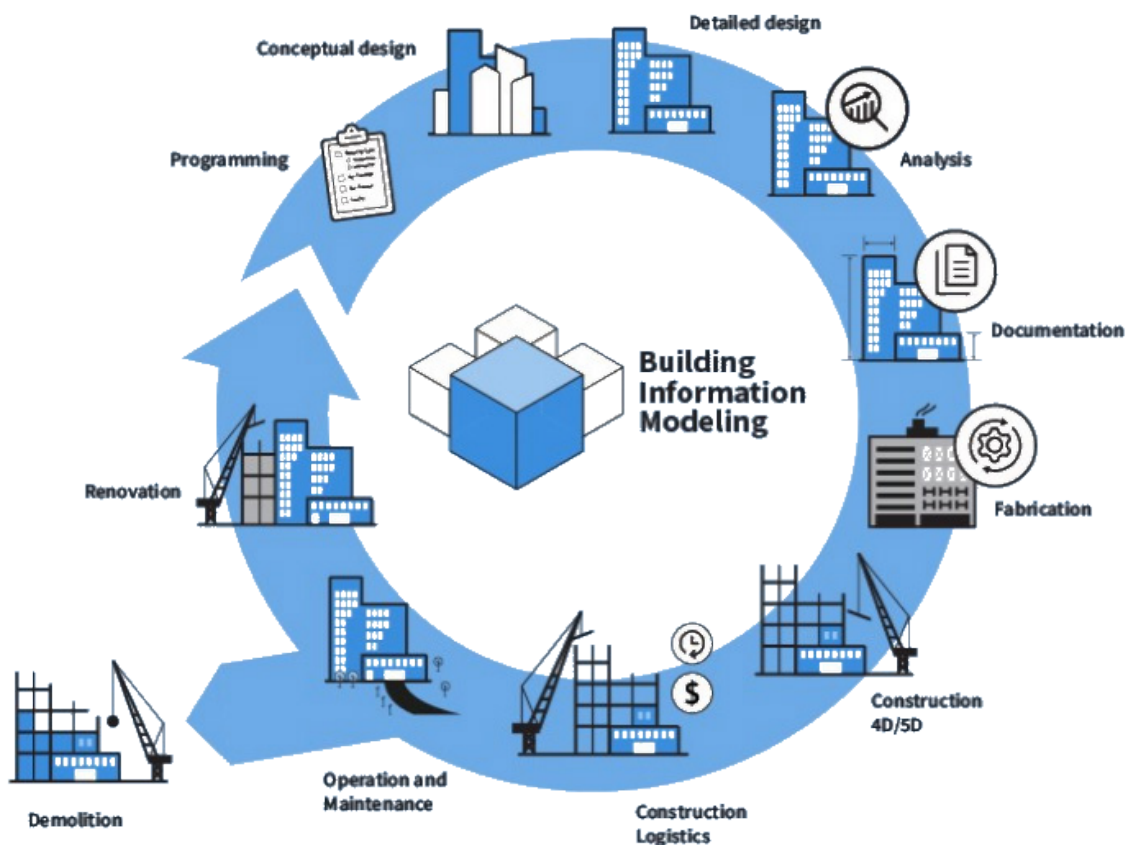 Detailed design
Conceptual design
Programming
Analysis
Documentation
Building
Information
Modeling
Renovation
Fabrication
$
Construction
4D/5D
Operation and
Maintenance
Construction
Logistics
Demolition